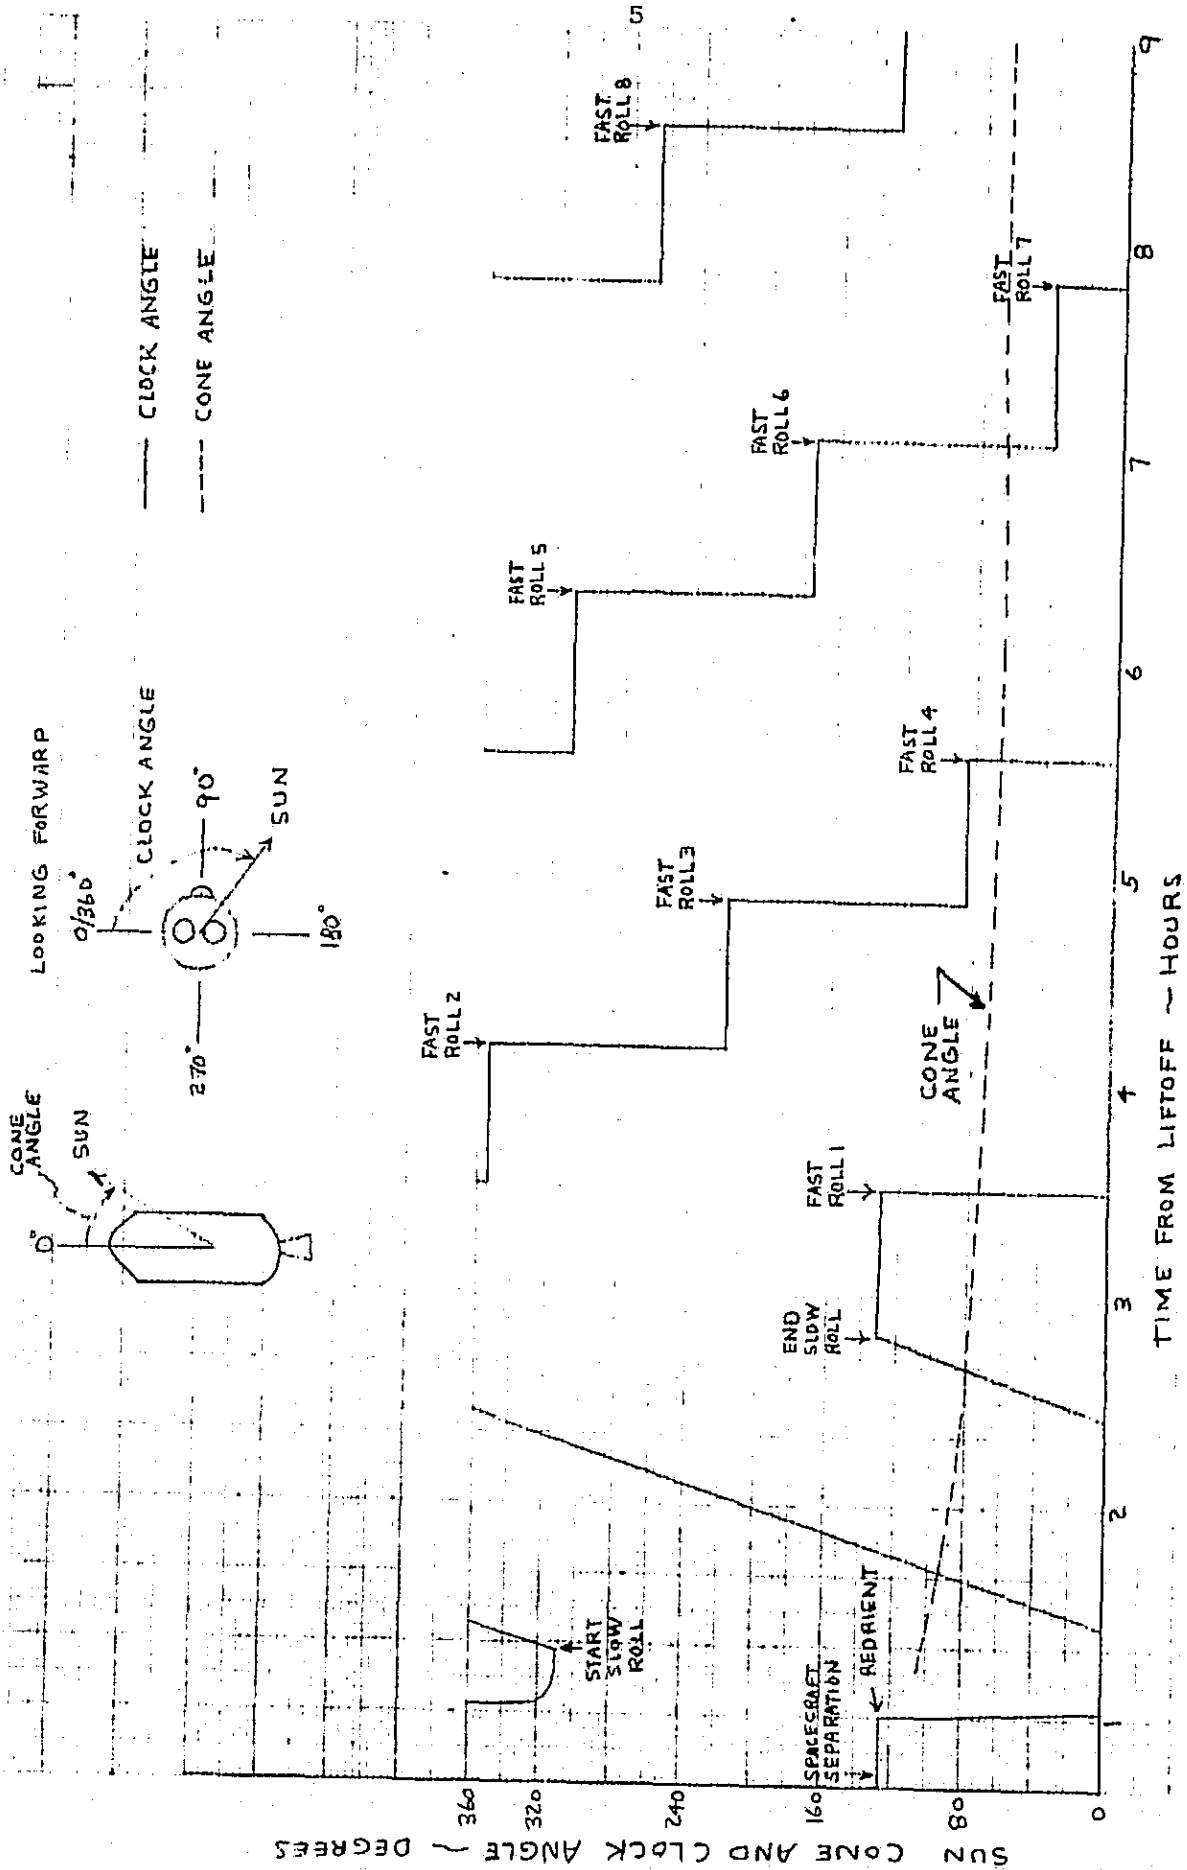 5
LOOKING FORWARP
CONE
ANGLE
0°
SUN
0/360°
CLOCK ANGLE
270°
90°
SUN
180°
CLOCK ANGLE
CONE ANGLE
SUN CONE AND CLOCK ANGLE ~ DEGREES
360
320
240
160
80
0
SPACECRAFT
SEPARATION
REORIENT
START
SLOW
ROLL
END
SLOW
ROLL
FAST
ROLL 1
FAST
ROLL 2
FAST
ROLL 3
FAST
ROLL 4
FAST
ROLL 5
FAST
ROLL 6
FAST
ROLL 7
FAST
ROLL 8
CONE
ANGLE
1
2
3
4
5
6
7
8
9
TIME FROM LIFTOFF ~ HOURS